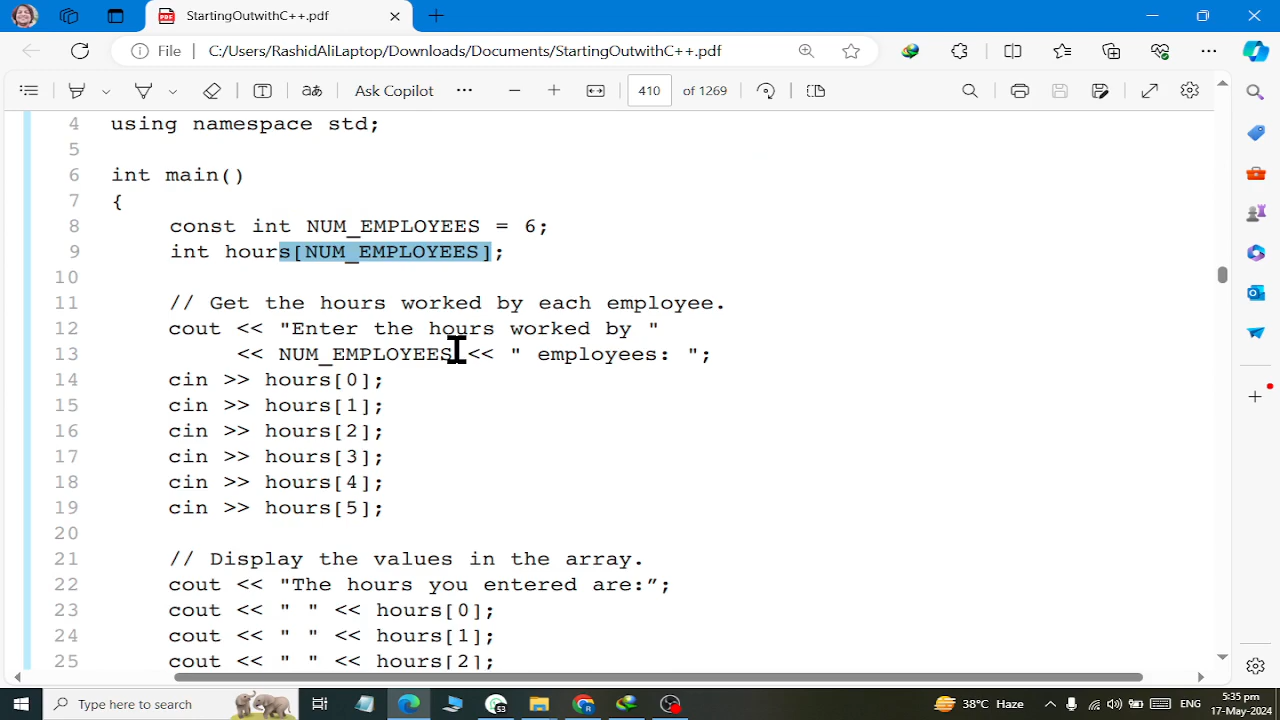 StartingOutwithC++.pdf
File C:/Users/RashidAliLaptop/Downloads/Documents/StartingOutwithC++.pdf
Ask Copilot 410 of 1269
4 using namespace std;
5
6 int main()
7 {
8 const int NUM_EMPLOYEES = 6;
9 int hours[NUM_EMPLOYEES];
10
11 // Get the hours worked by each employee.
12 cout << "Enter the hours worked by "
13 << NUM_EMPLOYEES << " employees: ";
14 cin >> hours[0];
15 cin >> hours[1];
16 cin >> hours[2];
17 cin >> hours[3];
18 cin >> hours[4];
19 cin >> hours[5];
20
21 // Display the values in the array.
22 cout << "The hours you entered are:”;
23 cout << " " << hours[0];
24 cout << " " << hours[1];
25 cout << " " << hours[2];
Type here to search
38°C Haze
ENG
5:35 pm
17-May-2024